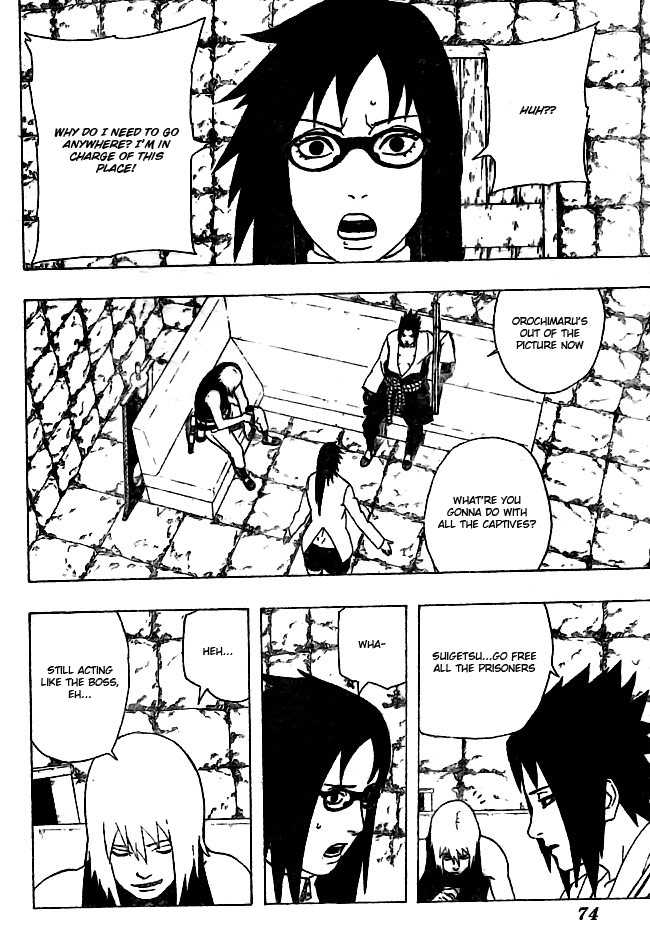 HUH??
WHY DO I NEED TO GO
ANYWHERE? I'M IN
CHARGE OF THIS
PLACE!
OROCHIMARU'S
OUT OF THE
PICTURE NOW
WHAT'RE YOU
GONNA DO WITH
ALL THE CAPTIVES?
SUIGETSU...GO FREE
ALL THE PRISONERS
WHA-
HEH...
STILL ACTING
LIKE THE BOSS,
EH...
74